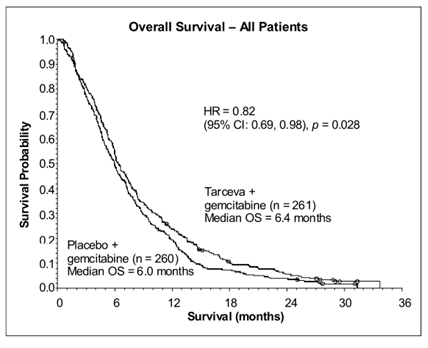 Overall Survival – All Patients
Survival Probability
1.0
0.9
0.8
0.7
0.6
0.5
0.4
0.3
0.2
0.1
0.0
HR = 0.82
(95% CI: 0.69, 0.98), p = 0.028
Tarceva +
gemcitabine (n = 261)
Median OS = 6.4 months
Placebo +
gemcitabine (n = 260)
Median OS = 6.0 months
0 6 12 18 24 30 36
Survival (months)